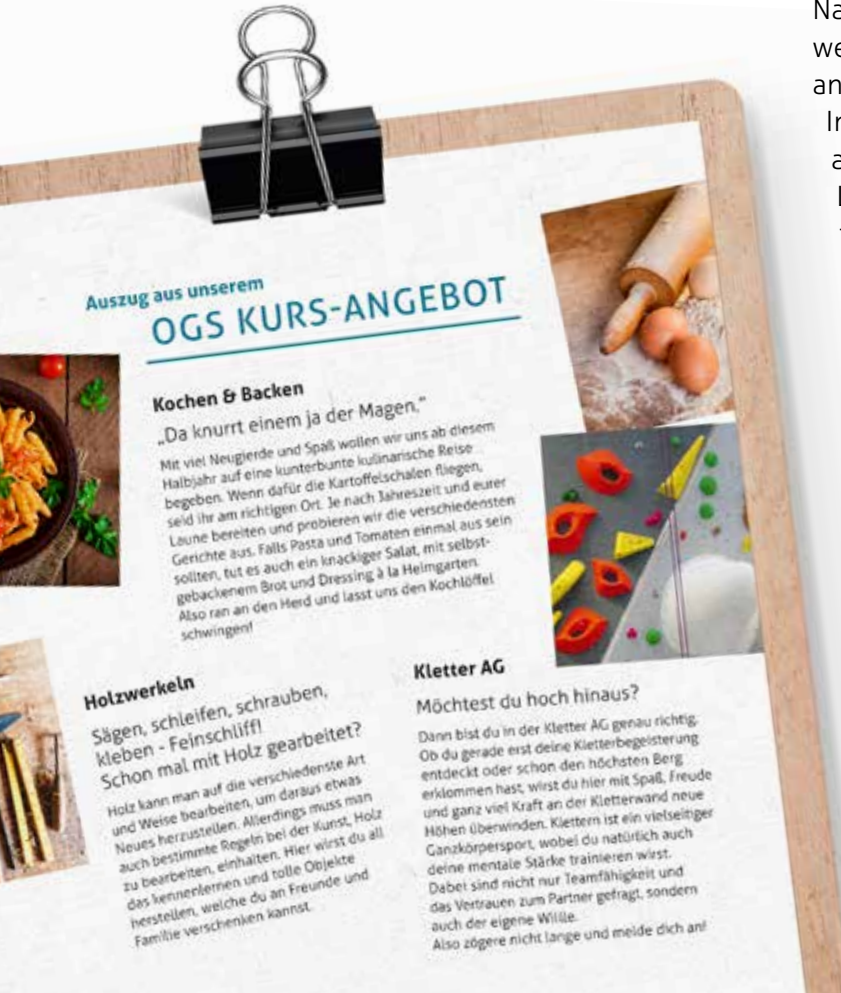 Auszug aus unserem
OGS KURS-ANGEBOT
Kochen & Backen
„Da knurrt einem ja der Magen.“
Mit viel Neugierde und Spaß wollen wir uns ab diesem
Halbjahr auf eine kunterbunte kulinarische Reise
begeben. Wenn dafür die Kartoffelschalen fliegen,
seid ihr am richtigen Ort. Je nach Jahreszeit und eurer
Laune bereiten und probieren wir die verschiedensten
Gerichte aus. Falls Pasta und Tomaten einmal aus sein
sollten, tut es auch ein knackiger Salat, mit selbst-
gebackenem Brot und Dressing à la Heimgarten.
Also ran an den Herd und lasst uns den Kochlöffel
schwingen!
Holzwerkeln
Sägen, schleifen, schrauben,
kleben - Feinschliff!
Schon mal mit Holz gearbeitet?
Holz kann man auf die verschiedenste Art
und Weise bearbeiten, um daraus etwas
Neues herzustellen. Allerdings muss man
auch bestimmte Regeln bei der Kunst, Holz
zu bearbeiten, einhalten. Hier wirst du all
das kennenlernen und tolle Objekte
herstellen, welche du an Freunde und
Familie verschenken kannst.
Kletter AG
Möchtest du hoch hinaus?
Dann bist du in der Kletter AG genau richtig.
Ob du gerade erst deine Kletterbegeisterung
entdeckt oder schon den höchsten Berg
erklommen hast, wirst du hier mit Spaß, Freude
und ganz viel Kraft an der Kletterwand neue
Höhen überwinden. Klettern ist ein vielseitiger
Ganzkörpersport, wobei du natürlich auch
deine mentale Stärke trainieren wirst.
Dabei sind nicht nur Teamfähigkeit und
das Vertrauen zum Partner gefragt, sondern
auch der eigene Willle.
Also zögere nicht lange und melde dich an!